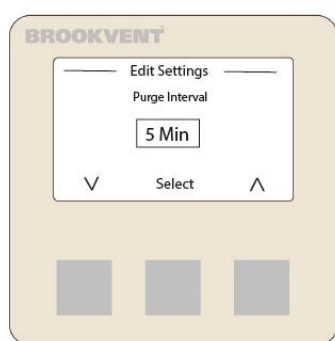 BROOKVENT
Edit Settings
Purge Interval
5 Min
Select